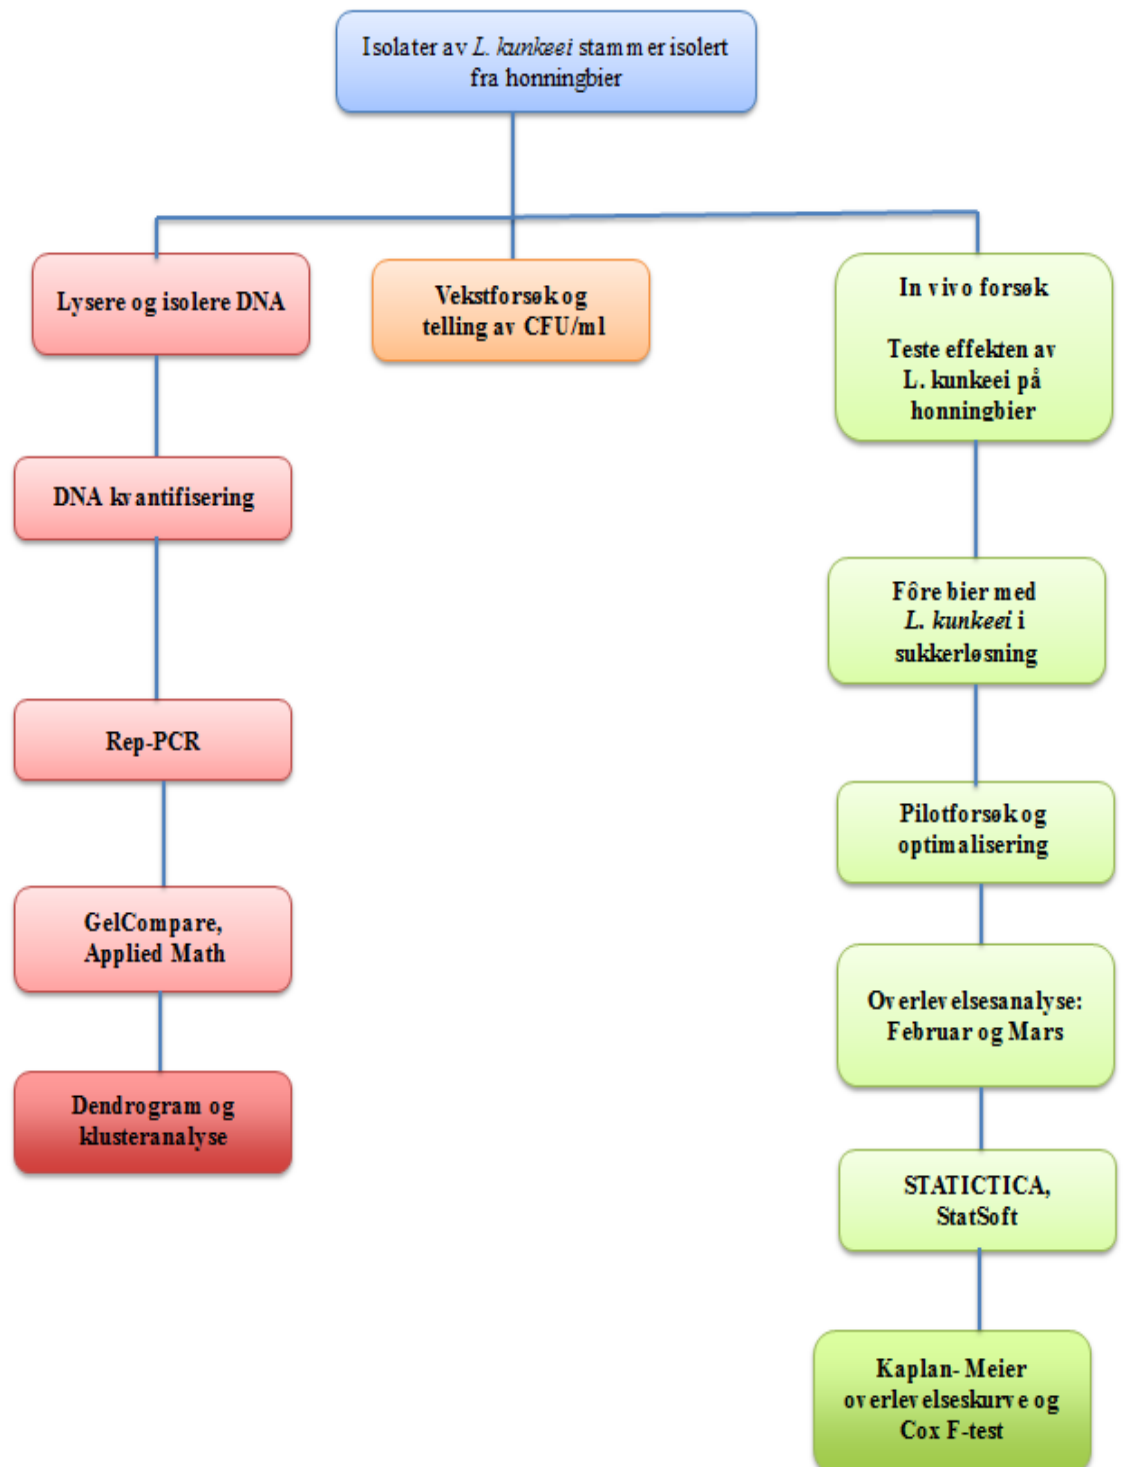 Isolater av L. kunkeei stammer isolert
fra honningbier
Lysere og isolere DNA
DNA kvantifisering
Rep-PCR
GelCompare,
Applied Math
Dendrogram og
klusteranalyse
Vekstforsøk og
telling av CFU/ml
In vivo forsøk
Teste effekten av
L. kunkeei på
honningbier
Fôre bier med
L. kunkeei i
sukkerløsning
Pilotforsøk og
optimalisering
Overlevelsesanalyse:
Februar og Mars
STATICTICA,
StatSoft
Kaplan- Meier
overlevelseskurve og
Cox F-test